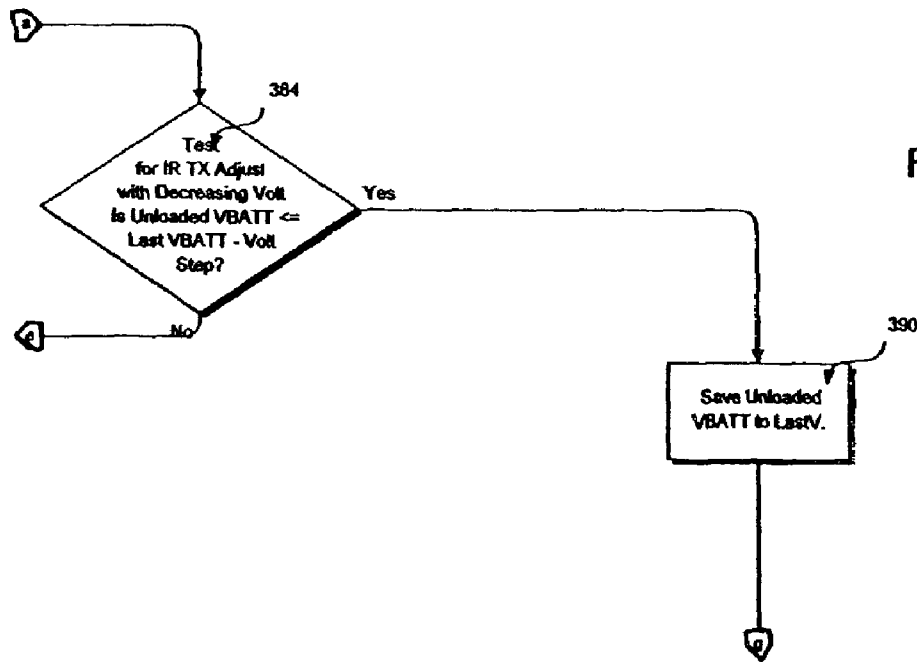 a
384
Test
for IR TX Adjust
with Decreasing Volt
Is Unloaded VBATT <=
Last VBATT - Volt
Step?
Yes
No
390
Save Unloaded
VBATT to LastV.